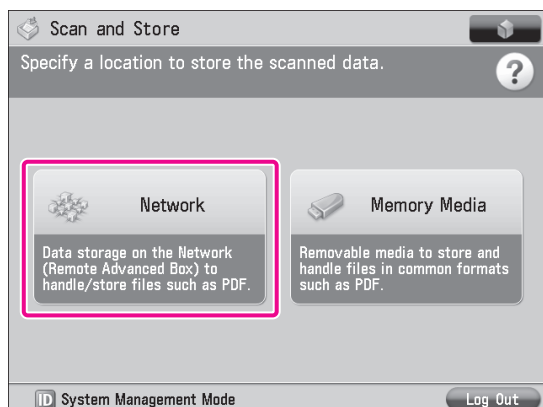 Scan and Store
Specify a location to store the scanned data.
?
Network
Memory Media
Data storage on the Network
(Remote Advanced Box) to
handle/store files such as PDF.
Removable media to store and
handle files in common formats
such as PDF.
ID System Management Mode
Log Out